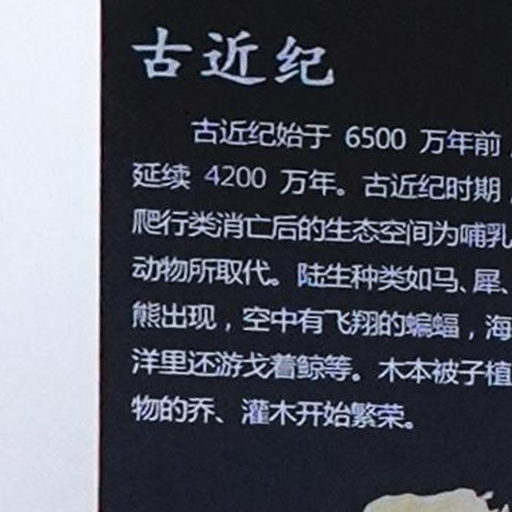 古近纪
古近纪始于 6500 万年前，
延续 4200 万年。古近纪时期，
爬行类消亡后的生态空间为哺乳
动物所取代。陆生种类如马、犀、
熊出现，空中有飞翔的蝙蝠，海
洋里还游弋着鲸等。木本被子植
物的乔、灌木开始繁荣。